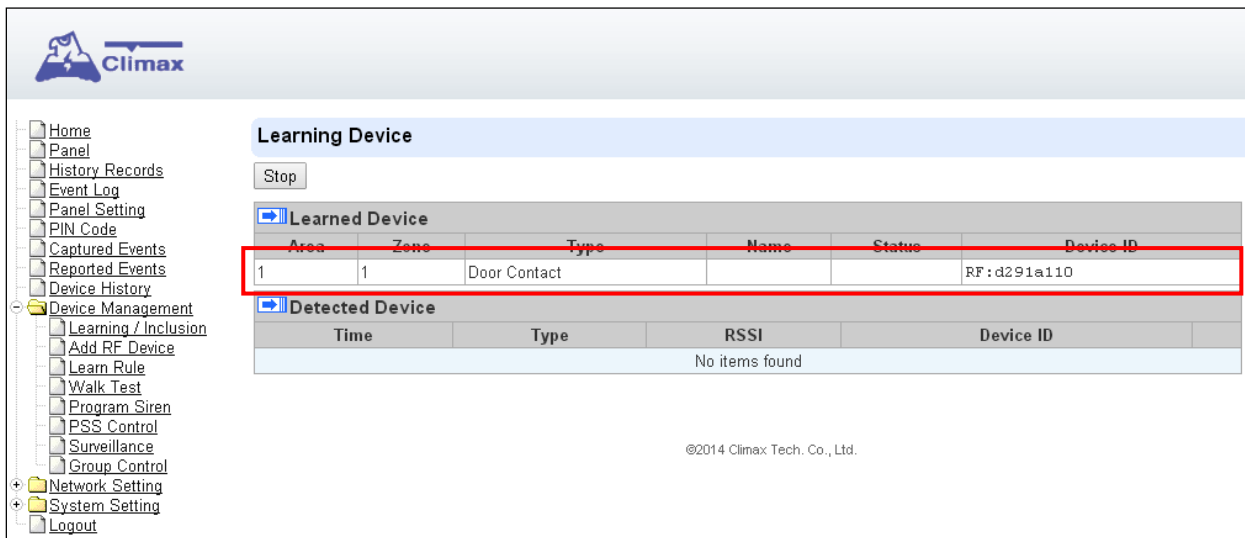 Climax
Home
Panel
History Records
Event Log
Panel Setting
PIN Code
Captured Events
Reported Events
Device History
Device Management
Learning / Inclusion
Add RF Device
Learn Rule
Walk Test
Program Siren
PSS Control
Surveillance
Group Control
Network Setting
System Setting
Logout
Learning Device
Stop
Learned Device
Area Zone Type Name Status Device ID
1 1 Door Contact RF:d291a110
Detected Device
Time Type RSSI Device ID
No items found
©2014 Climax Tech. Co., Ltd.